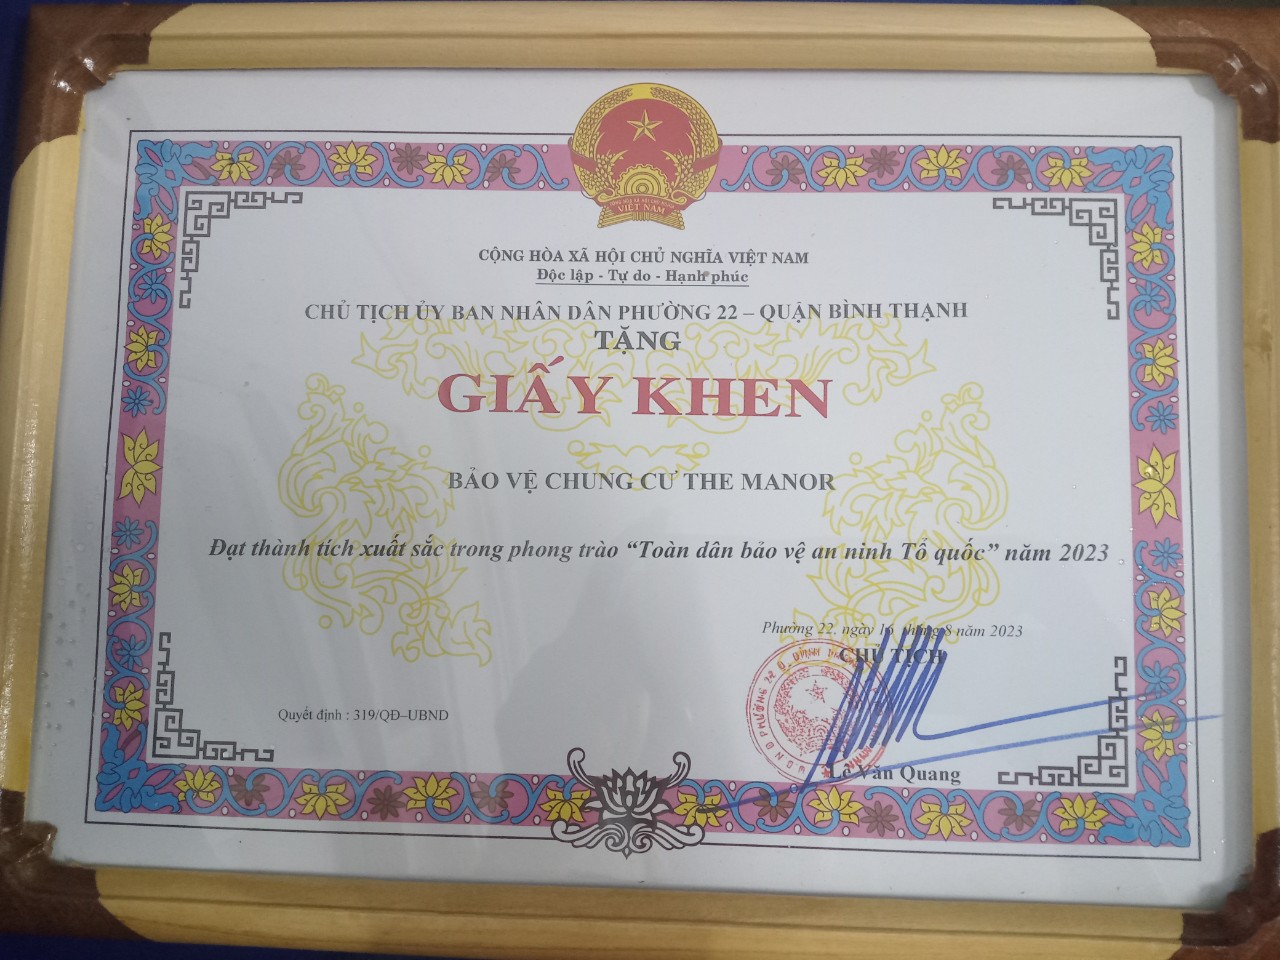 VIỆT NAM
CỘNG HÒA XÃ HỘI CHỦ NGHĨA VIỆT NAM
Độc lập - Tự do - Hạnh phúc
CHỦ TỊCH ỦY BAN NHÂN DÂN PHƯỜNG 22 – QUẬN BÌNH THẠNH
TẶNG
GIẤY KHEN
BẢO VỆ CHUNG CƯ THE MANOR
Đạt thành tích xuất sắc trong phong trào “Toàn dân bảo vệ an ninh Tổ quốc” năm 2023
Phường 22, ngày 16 tháng 8 năm 2023
CHỦ TỊCH
Quyết định : 319/QĐ–UBND
Lê Văn Quang